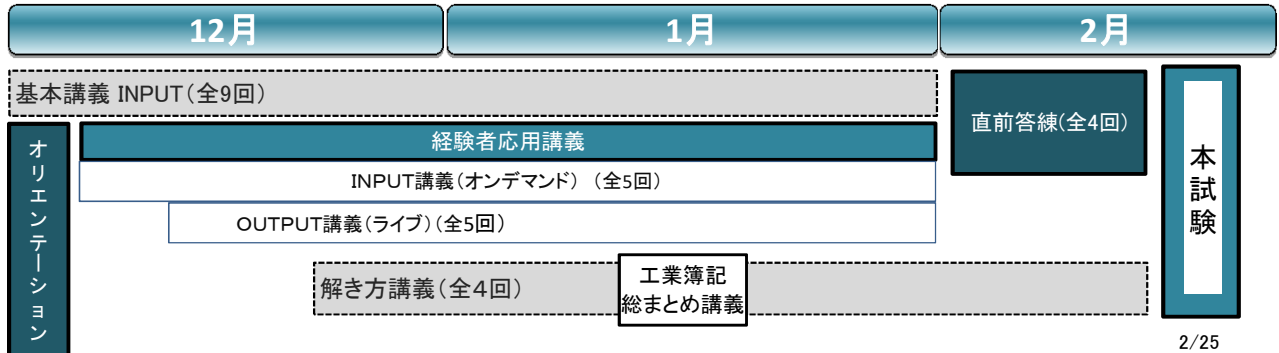 12月
1月
2月
基本講義 INPUT(全9回)
オリエンテーション
経験者応用講義
INPUT講義(オンデマンド) (全5回)
OUTPUT講義(ライブ)(全5回)
解き方講義(全4回)
工業簿記
総まとめ講義
直前答練(全4回)
本試験
2/25